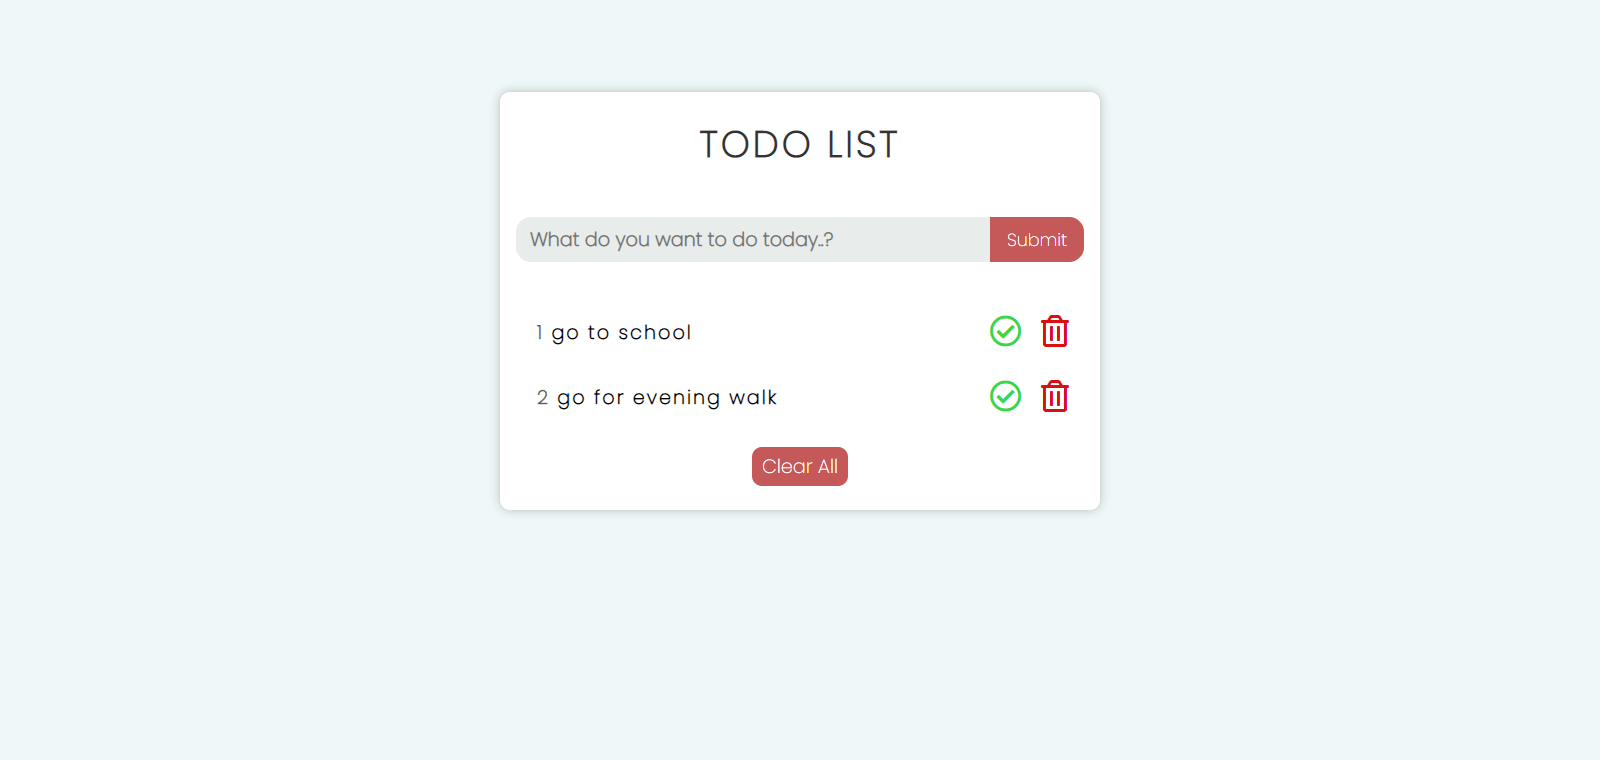 TODO LIST
What do you want to do today..?
Submit
1 go to school
2 go for evening walk
Clear All